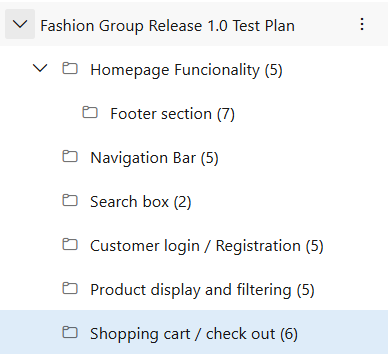 Fashion Group Release 1.0 Test Plan
Homepage Funcionality (5)
Footer section (7)
Navigation Bar (5)
Search box (2)
Customer login / Registration (5)
Product display and filtering (5)
Shopping cart / check out (6)